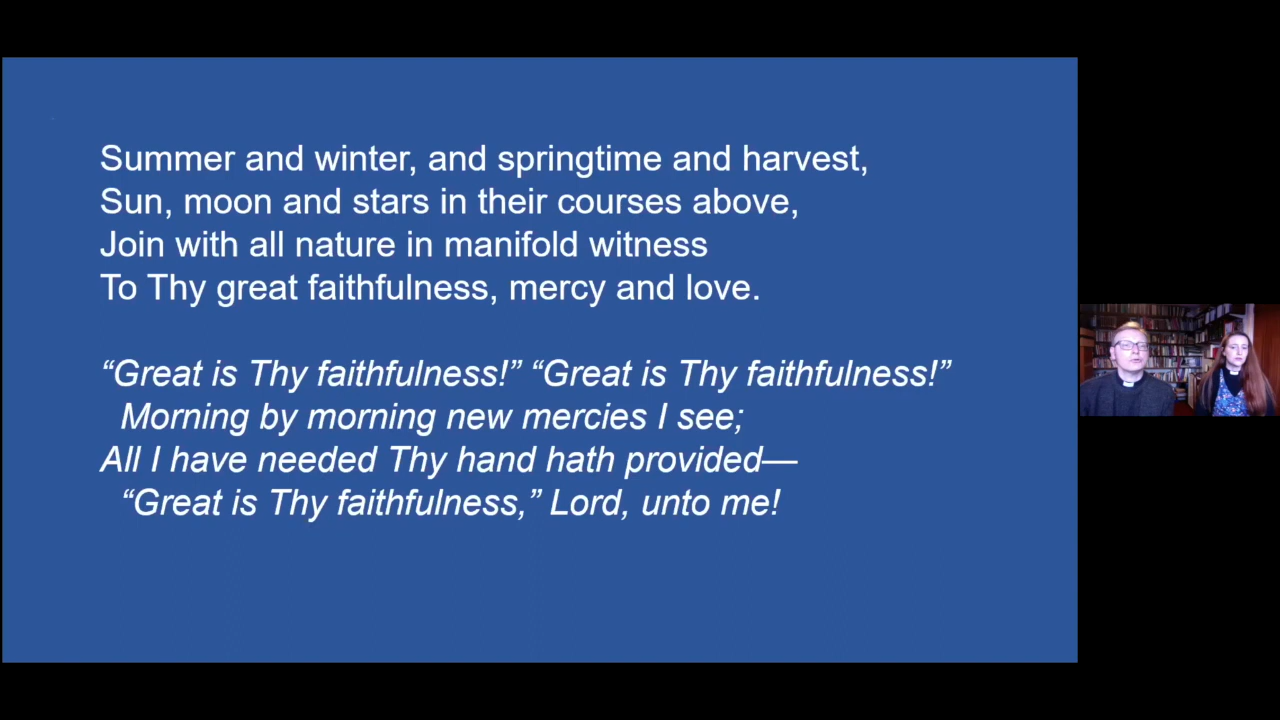 Summer and winter, and springtime and harvest,
Sun, moon and stars in their courses above,
Join with all nature in manifold witness
To Thy great faithfulness, mercy and love.
“Great is Thy faithfulness!” “Great is Thy faithfulness!”
Morning by morning new mercies I see;
All I have needed Thy hand hath provided—
“Great is Thy faithfulness,” Lord, unto me!